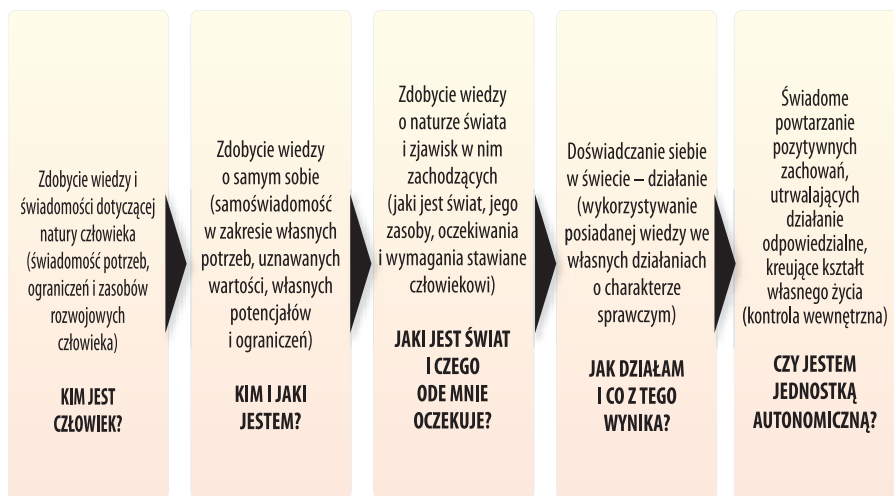 Zdobycie wiedzy i
świadomości dotyczącej
natury człowieka
(świadomość potrzeb,
ograniczeń i zasobów
rozwojowych
człowieka)
KIM JEST
CZŁOWIEK?
Zdobycie wiedzy
o samym sobie
(samoświadomość
w zakresie własnych
potrzeb, uznawanych
wartości, własnych
potencjałów
i ograniczeń)
KIM I JAKI
JESTEM?
Zdobycie wiedzy
o naturze świata
i zjawisk w nim
zachodzących
(jaki jest świat, jego
zasoby, oczekiwania
i wymagania stawiane
człowiekowi)
JAKI JEST ŚWIAT
I CZEGO
ODE MNIE
OCZEKUJE?
Doświadczanie siebie
w świecie – działanie
(wykorzystywanie
posiadanej wiedzy we
własnych działaniach
o charakterze
sprawczym)
JAK DZIAŁAM
I CO Z TEGO
WYNIKA?
Świadome
powtarzanie
pozytywnych
zachowań,
utrwalających
działanie
odpowiedzialne,
kreujące kształt
własnego życia
(kontrola wewnętrzna)
CZY JESTEM
JEDNOSTKĄ
AUTONOMICZNĄ?